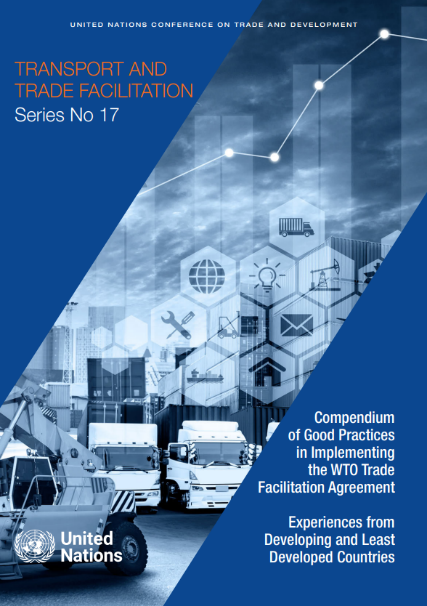 UNITED NATIONS CONFERENCE ON TRADE AND DEVELOPMENT
TRANSPORT AND
TRADE FACILITATION
Series No 17
Compendium
of Good Practices
in Implementing
the WTO Trade
Facilitation Agreement
Experiences from
Developing and Least
Developed Countries
United
Nations